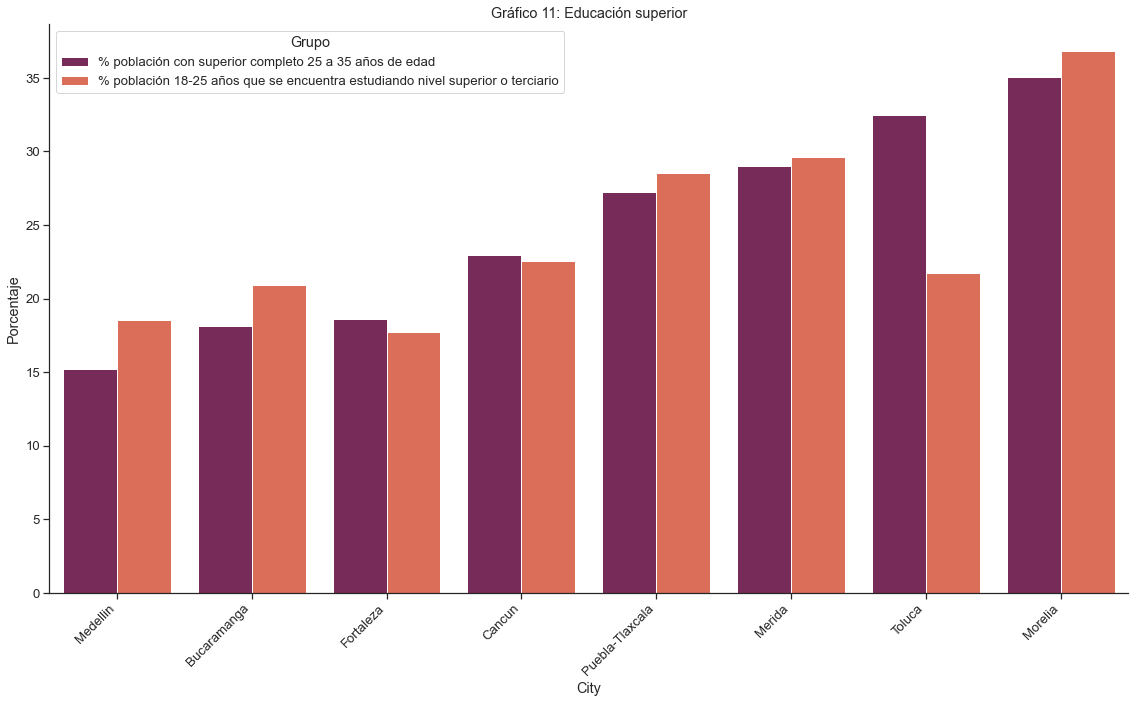 Gráfico 11: Educación superior
Grupo
% población con superior completo 25 a 35 años de edad
% población 18-25 años que se encuentra estudiando nivel superior o terciario
Porcentaje
35
30
25
20
15
10
5
0
Medellin
Bucaramanga
Fortaleza
Cancun
Puebla-Tlaxcala
Merida
Toluca
Morelia
City